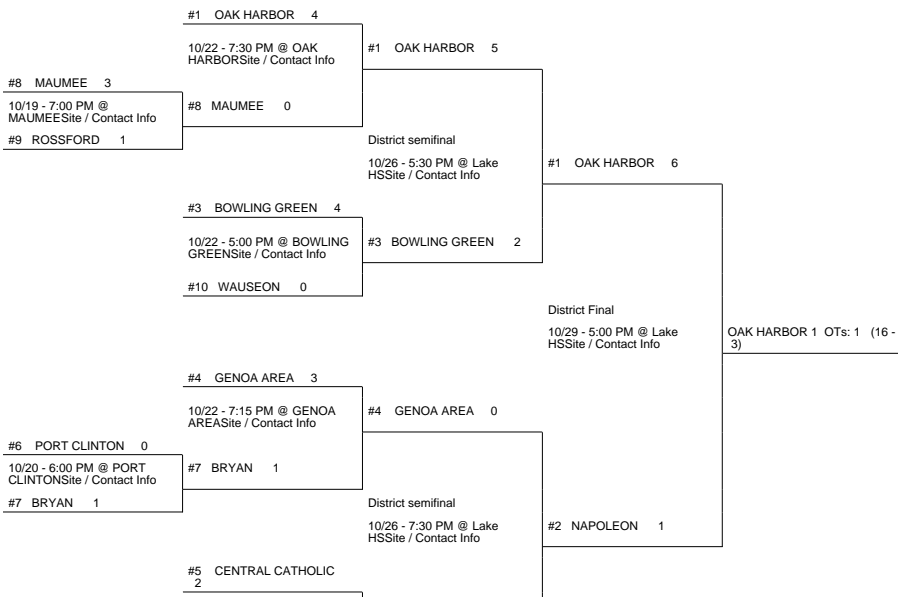 #1 OAK HARBOR 4
10/22 - 7:30 PM @ OAK
HARBORSite / Contact Info
#1 OAK HARBOR 5
#8 MAUMEE 3
10/19 - 7:00 PM @
MAUMEESite / Contact Info
#8 MAUMEE 0
#9 ROSSFORD 1
District semifinal
10/26 - 5:30 PM @ Lake
HSSite / Contact Info
#1 OAK HARBOR 6
#3 BOWLING GREEN 4
10/22 - 5:00 PM @ BOWLING
GREENSite / Contact Info
#3 BOWLING GREEN 2
#10 WAUSEON 0
District Final
10/29 - 5:00 PM @ Lake
HSSite / Contact Info
OAK HARBOR 1 OTs: 1 (16 -
3)
#4 GENOA AREA 3
10/22 - 7:15 PM @ GENOA
AREASite / Contact Info
#4 GENOA AREA 0
#6 PORT CLINTON 0
10/20 - 6:00 PM @ PORT
CLINTONSite / Contact Info
#7 BRYAN 1
#7 BRYAN 1
District semifinal
10/26 - 7:30 PM @ Lake
HSSite / Contact Info
#2 NAPOLEON 1
#5 CENTRAL CATHOLIC
2